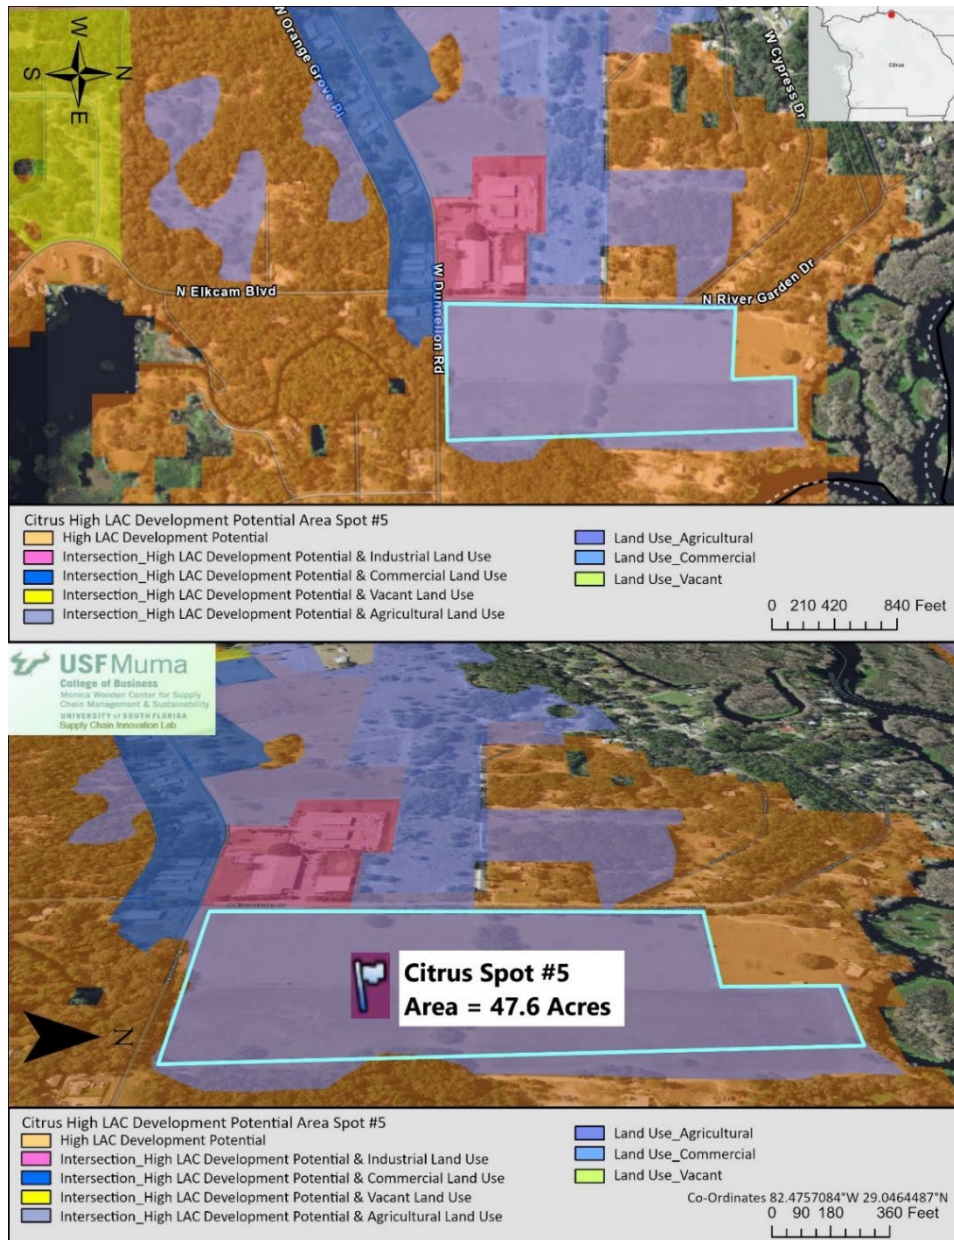 W Orange Grove Pl
W Cypress Dr
Citrus
W
N
S
E
N Elkcam Blvd
W Dunnellon Rd
N River Garden Dr
Citrus High LAC Development Potential Area Spot #5
High LAC Development Potential
Intersection_High LAC Development Potential & Industrial Land Use
Intersection_High LAC Development Potential & Commercial Land Use
Intersection_High LAC Development Potential & Vacant Land Use
Intersection_High LAC Development Potential & Agricultural Land Use
Land Use_Agricultural
Land Use_Commercial
Land Use_Vacant
0 210 420 840 Feet
USF Muma
College of Business
Monica Wooden Center for Supply
Chain Management & Sustainability
UNIVERSITY of SOUTH FLORIDA
Supply Chain Innovation Lab
Citrus Spot #5
Area = 47.6 Acres
N
Citrus High LAC Development Potential Area Spot #5
High LAC Development Potential
Intersection_High LAC Development Potential & Industrial Land Use
Intersection_High LAC Development Potential & Commercial Land Use
Intersection_High LAC Development Potential & Vacant Land Use
Intersection_High LAC Development Potential & Agricultural Land Use
Land Use_Agricultural
Land Use_Commercial
Land Use_Vacant
Co-Ordinates 82.4757084°W 29.0464487°N
0 90 180 360 Feet